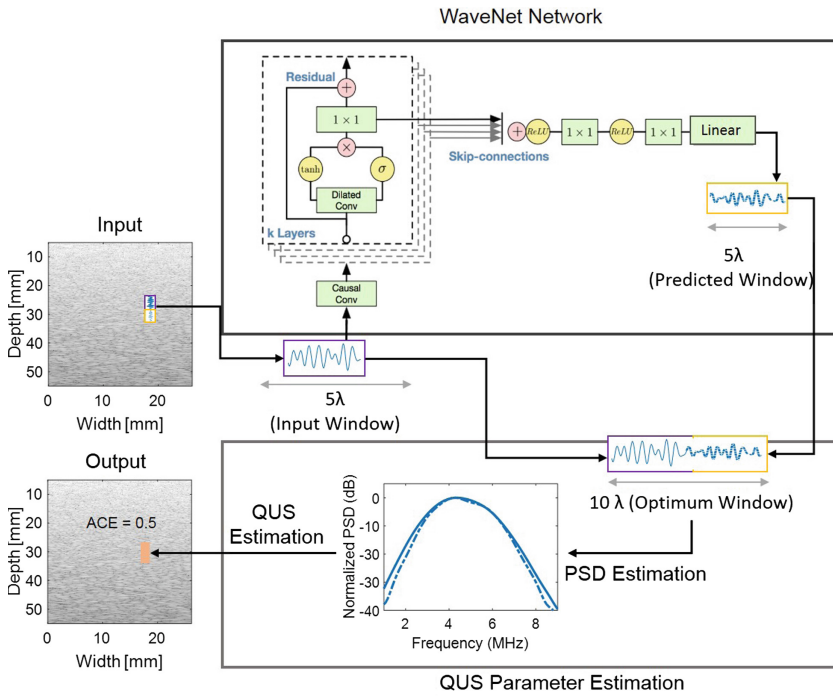 WaveNet Network
Residual
+
1 × 1
×
tanh
σ
Dilated
Conv
k Layers
Causal
Conv
Skip-connections
+
ReLU
1 × 1
ReLU
1 × 1
Linear
5λ
(Predicted Window)
Input
Depth [mm]
10
20
30
40
50
0
20
40
Width [mm]
5λ
(Input Window)
10 λ (Optimum Window)
PSD Estimation
Normalized PSD (dB)
0
-10
-20
-30
-30
-40
2
4
6
8
Frequency (MHz)
QUS
Estimation
Output
ACE = 0.5
Depth [mm]
10
20
30
40
50
0
20
40
Width [mm]
QUS Parameter Estimation